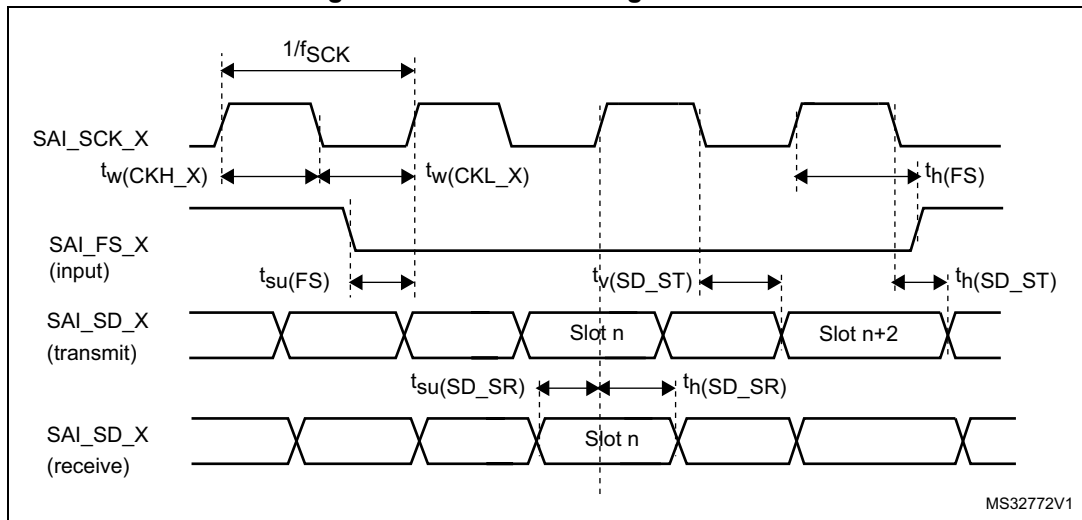 1/fSCK
SAI_SCK_X
tw(CKH_X)
tw(CKL_X)
th(FS)
SAI_FS_X
(input)
tsu(FS)
tv(SD_ST)
th(SD_ST)
SAI_SD_X
(transmit)
Slot n
Slot n+2
tsu(SD_SR)
th(SD_SR)
SAI_SD_X
(receive)
Slot n
MS32772V1